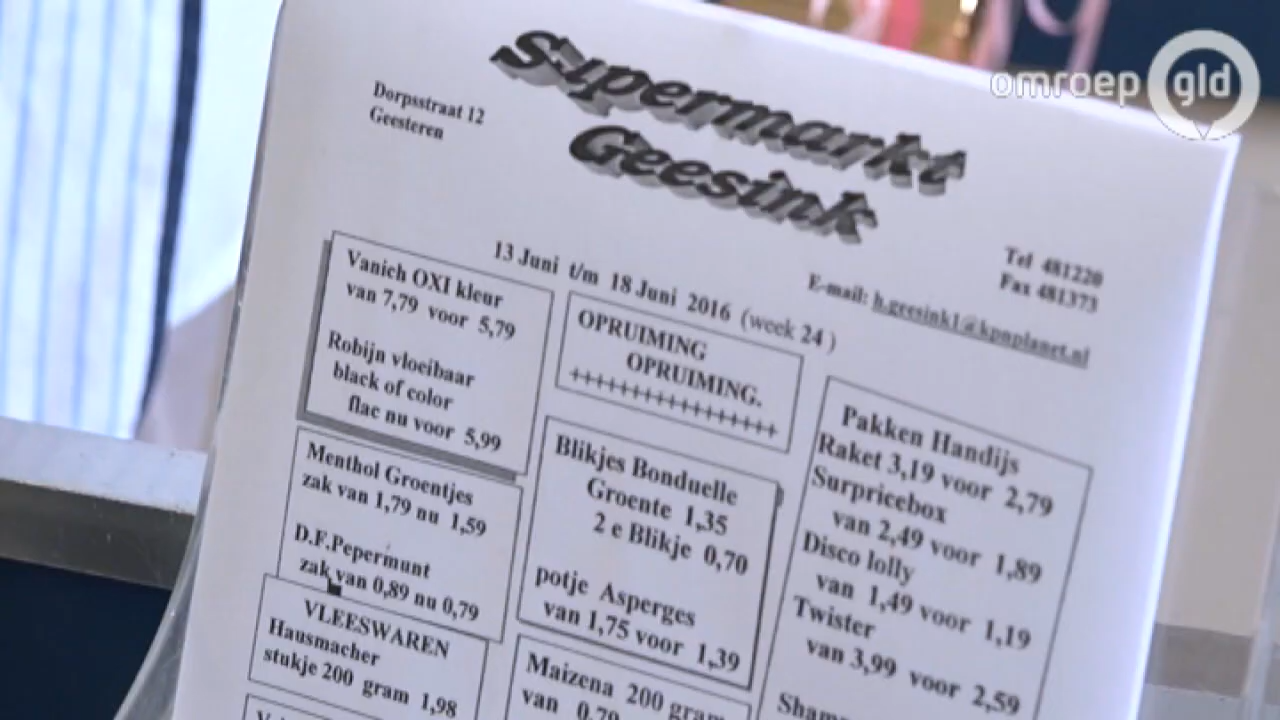 omroep gld
Supermarkt
Geesink
Dorpsstraat 12
Geesteren
Tel 481220
Fax 481373
E-mail: h.geesink1@kpnplanet.nl
13 Juni t/m 18 Juni 2016 (week 24 )
Vanich OXI kleur
van 7,79 voor 5,79
Robijn vloeibaar
black of color
flac nu voor 5,99
Menthol Groentjes
zak van 1,79 nu 1,59
D.F.Pepermunt
zak van 0,89 nu 0,79
VLEESWAREN
Hausmacher
stukje 200 gram 1,98
OPRUIMING
OPRUIMING.
++++++++++++++++
Blikjes Bonduelle
Groente 1,35
2 e Blikje 0,70
potje Asperges
van 1,75 voor 1,39
Maizena 200 gram
van 0,79
Pakken Handijs
Raket 3,19 voor 2,79
Surpricebox
van 2,49 voor 1,89
Disco lolly
van 1,49 voor 1,19
Twister
van 3,99 voor 2,59